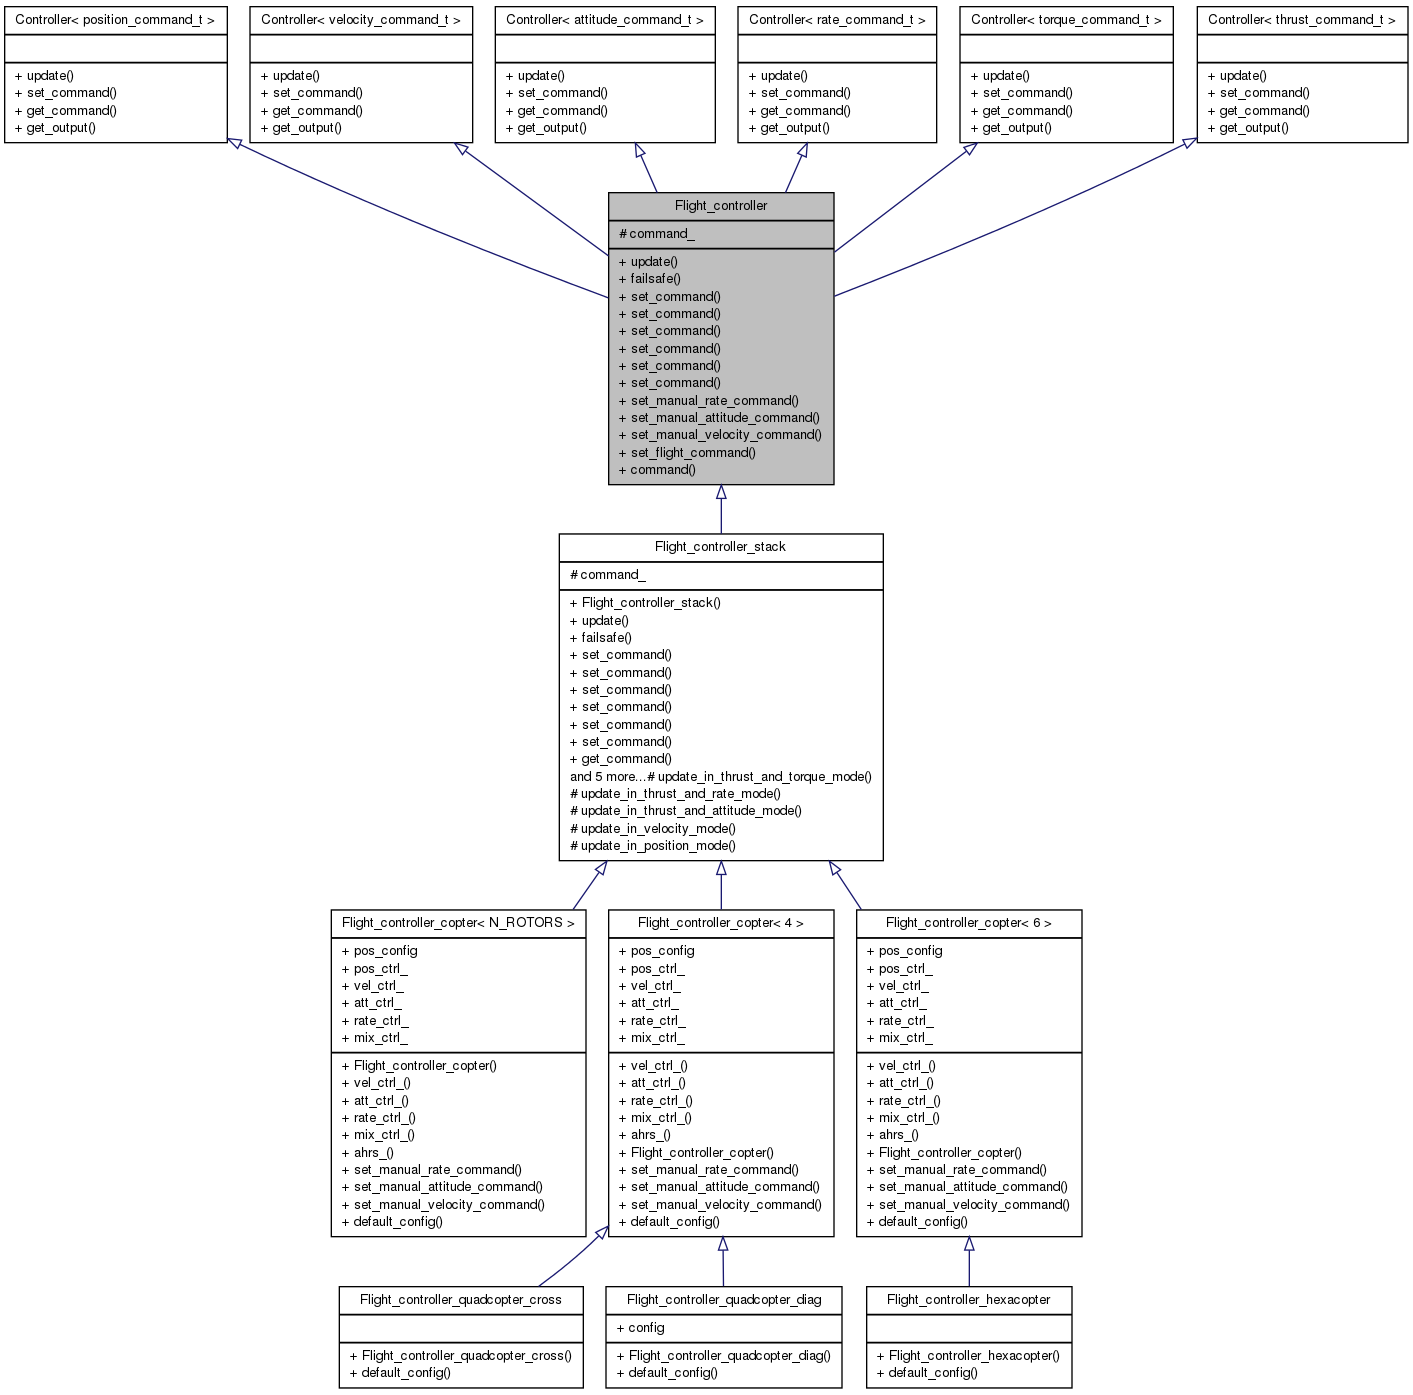 Controller< position_command_t >
+ update()
+ set_command()
+ get_command()
+ get_output()
Controller< velocity_command_t >
+ update()
+ set_command()
+ get_command()
+ get_output()
Controller< attitude_command_t >
+ update()
+ set_command()
+ get_command()
+ get_output()
Controller< rate_command_t >
+ update()
+ set_command()
+ get_command()
+ get_output()
Controller< torque_command_t >
+ update()
+ set_command()
+ get_command()
+ get_output()
Controller< thrust_command_t >
+ update()
+ set_command()
+ get_command()
+ get_output()
Flight_controller
# command_
+ update()
+ failsafe()
+ set_command()
+ set_command()
+ set_command()
+ set_command()
+ set_command()
+ set_command()
+ set_manual_rate_command()
+ set_manual_attitude_command()
+ set_manual_velocity_command()
+ set_flight_command()
+ command()
Flight_controller_stack
# command_
+ Flight_controller_stack()
+ update()
+ failsafe()
+ set_command()
+ set_command()
+ set_command()
+ set_command()
+ set_command()
+ set_command()
+ get_command()
and 5 more...# update_in_thrust_and_torque_mode()
# update_in_thrust_and_rate_mode()
# update_in_thrust_and_attitude_mode()
# update_in_velocity_mode()
# update_in_position_mode()
Flight_controller_copter< N_ROTORS >
+ pos_config
+ pos_ctrl_
+ vel_ctrl_
+ att_ctrl_
+ rate_ctrl_
+ mix_ctrl_
+ Flight_controller_copter()
+ vel_ctrl_()
+ att_ctrl_()
+ rate_ctrl_()
+ mix_ctrl_()
+ ahrs_()
+ set_manual_rate_command()
+ set_manual_attitude_command()
+ set_manual_velocity_command()
+ default_config()
Flight_controller_copter< 4 >
+ pos_config
+ pos_ctrl_
+ vel_ctrl_
+ att_ctrl_
+ rate_ctrl_
+ mix_ctrl_
+ vel_ctrl_()
+ att_ctrl_()
+ rate_ctrl_()
+ mix_ctrl_()
+ ahrs_()
+ Flight_controller_copter()
+ set_manual_rate_command()
+ set_manual_attitude_command()
+ set_manual_velocity_command()
+ default_config()
Flight_controller_copter< 6 >
+ pos_config
+ pos_ctrl_
+ vel_ctrl_
+ att_ctrl_
+ rate_ctrl_
+ mix_ctrl_
+ vel_ctrl_()
+ att_ctrl_()
+ rate_ctrl_()
+ mix_ctrl_()
+ ahrs_()
+ Flight_controller_copter()
+ set_manual_rate_command()
+ set_manual_attitude_command()
+ set_manual_velocity_command()
+ default_config()
Flight_controller_quadcopter_cross
+ Flight_controller_quadcopter_cross()
+ default_config()
Flight_controller_quadcopter_diag
+ config
+ Flight_controller_quadcopter_diag()
+ default_config()
Flight_controller_hexacopter
+ Flight_controller_hexacopter()
+ default_config()